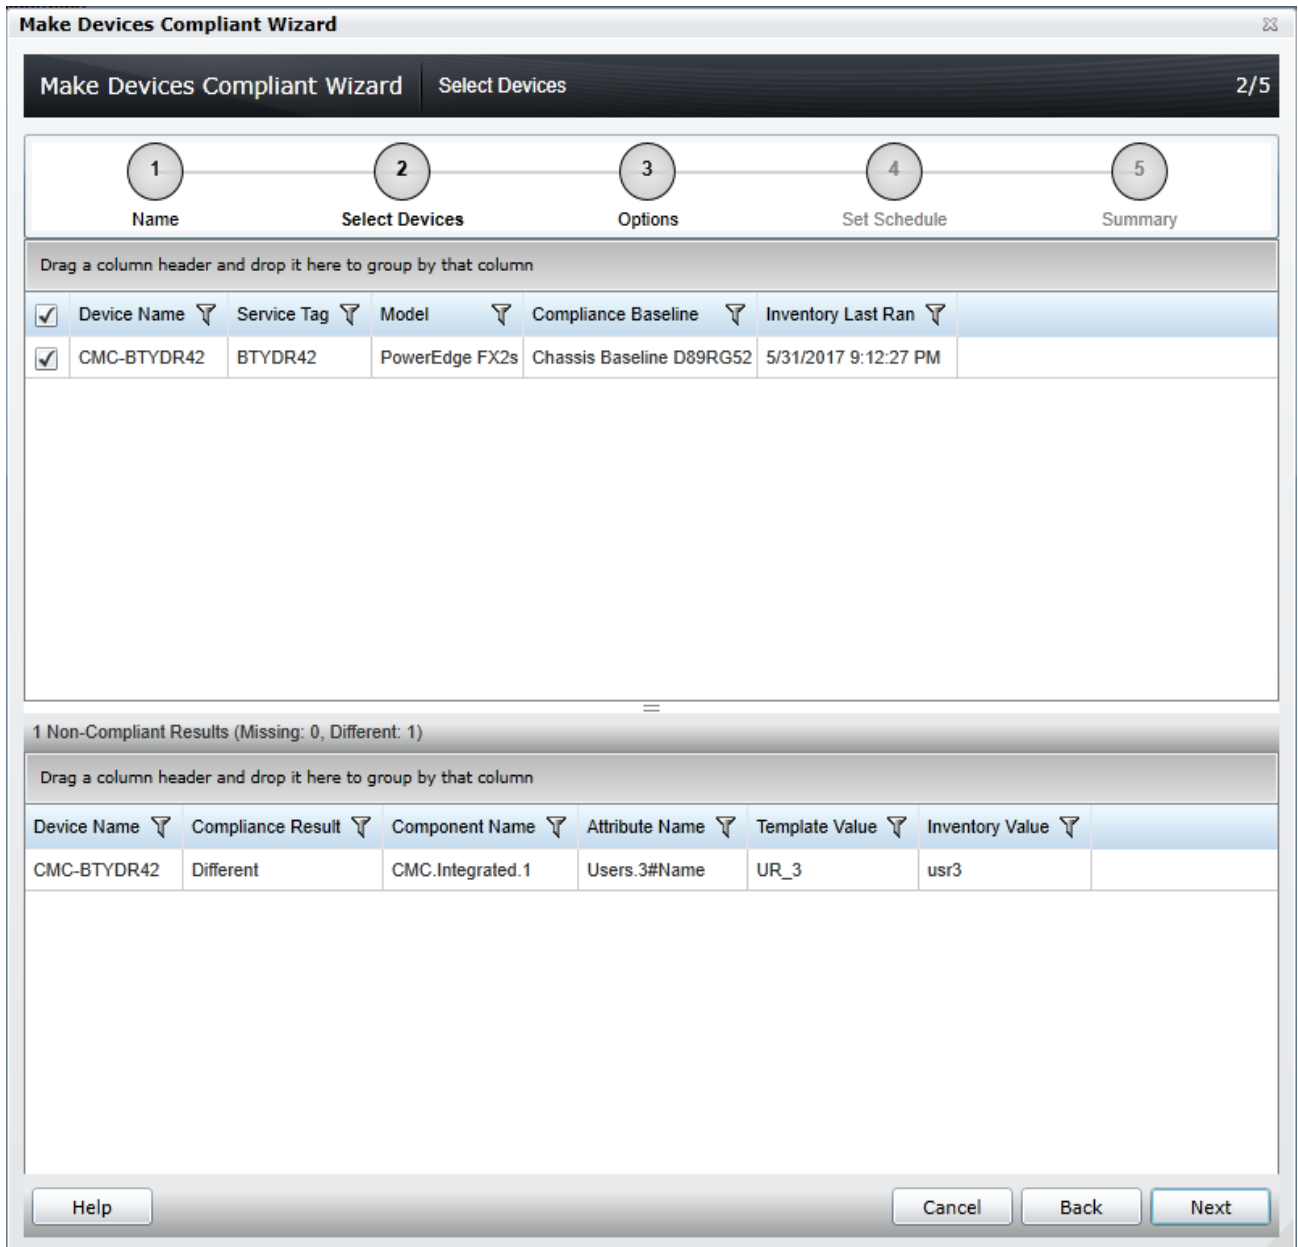 Make Devices Compliant Wizard
Make Devices Compliant Wizard Select Devices 2/5
1 2 3 4 5
Name Select Devices Options Set Schedule Summary
Drag a column header and drop it here to group by that column
Device Name Service Tag Model Compliance Baseline Inventory Last Ran
CMC-BTYDR42 BTYDR42 PowerEdge FX2s Chassis Baseline D89RG52 5/31/2017 9:12:27 PM
1 Non-Compliant Results (Missing: 0, Different: 1)
Drag a column header and drop it here to group by that column
Device Name Compliance Result Component Name Attribute Name Template Value Inventory Value
CMC-BTYDR42 Different CMC.Integrated.1 Users.3#Name UR_3 usr3
Help Cancel Back Next